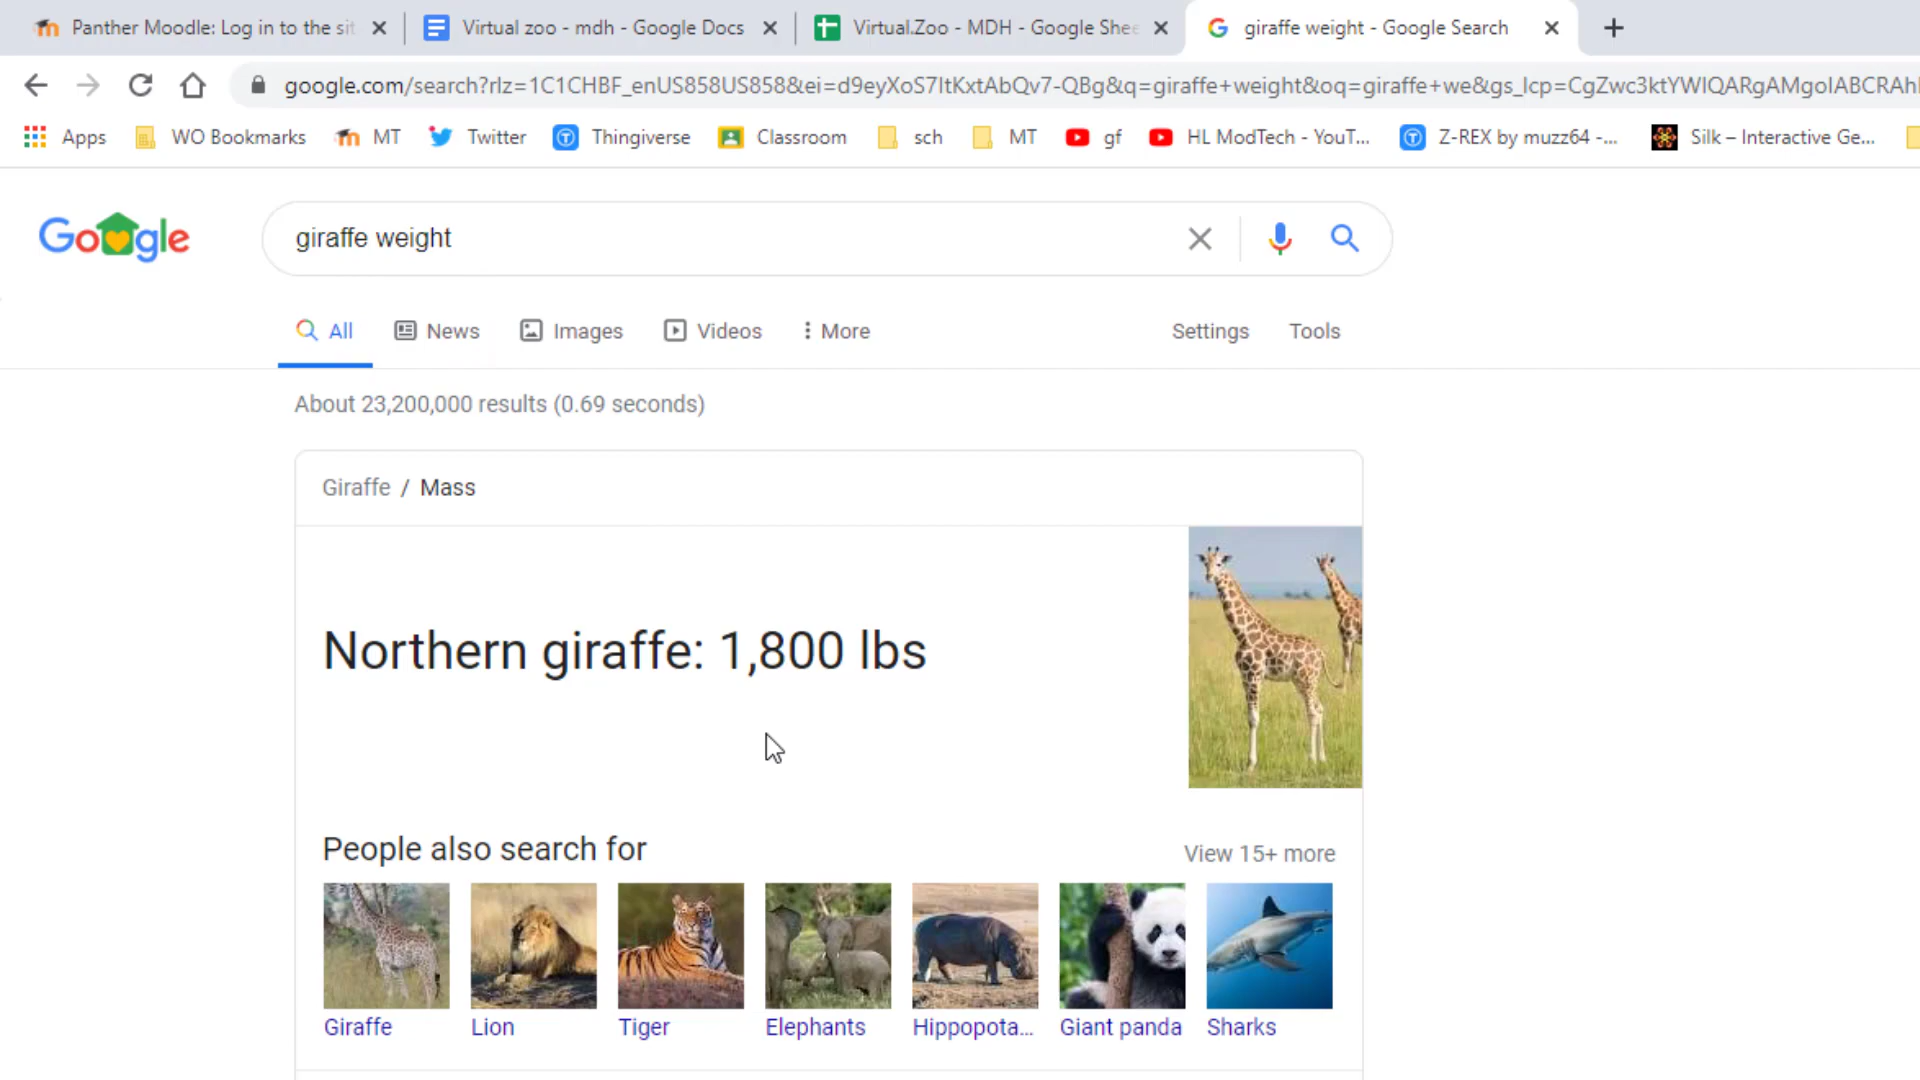 Panther Moodle: Log in to the sit
Virtual zoo - mdh - Google Docs
Virtual.Zoo - MDH - Google Shee
giraffe weight - Google Search
google.com/search?rlz=1C1CHBF_enUS858US858&ei=d9eyXoS7ItKxtAbQv7-QBg&q=giraffe+weight&oq=giraffe+we&gs_lcp=CgZwc3ktYWIQARgAMgoIABCRAh
Apps WO Bookmarks MT Twitter Thingiverse Classroom sch MT gf HL ModTech - YouT... Z-REX by muzz64 -... Silk – Interactive Ge...
Google
giraffe weight
All News Images Videos More Settings Tools
About 23,200,000 results (0.69 seconds)
Giraffe / Mass
Northern giraffe: 1,800 lbs
People also search for
View 15+ more
Giraffe Lion Tiger Elephants Hippopota... Giant panda Sharks